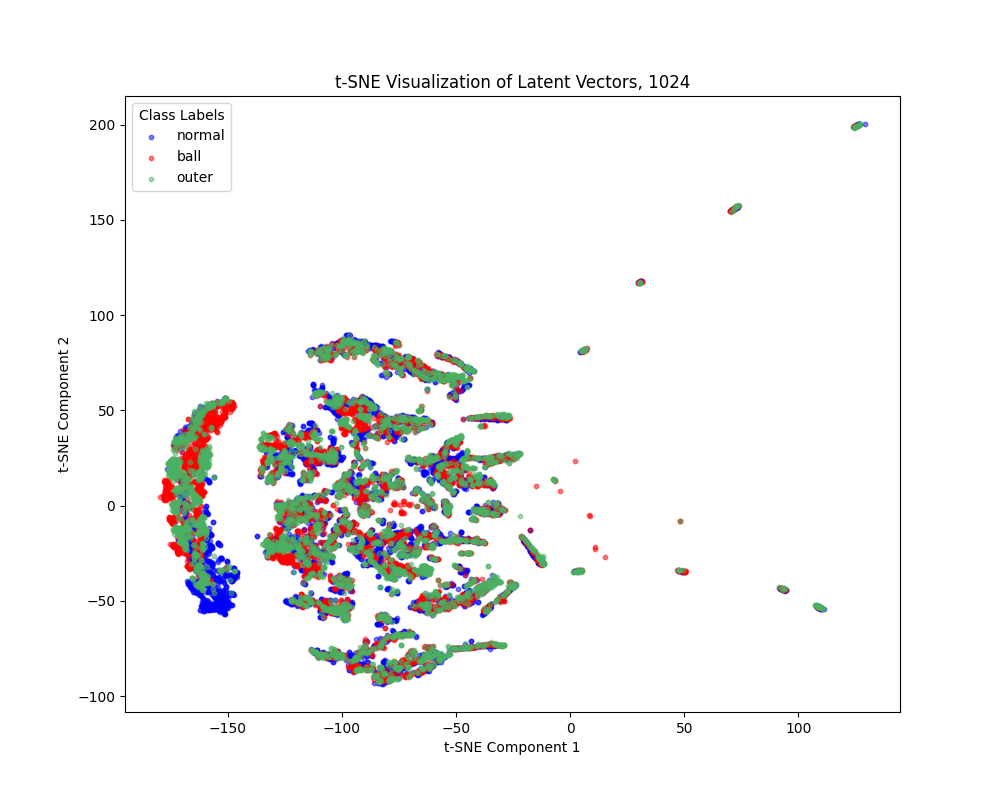 t-SNE Visualization of Latent Vectors, 1024
Class Labels
normal
ball
outer
200
150
100
50
0
−50
−100
t-SNE Component 2
−150
−100
−50
0
50
100
t-SNE Component 1